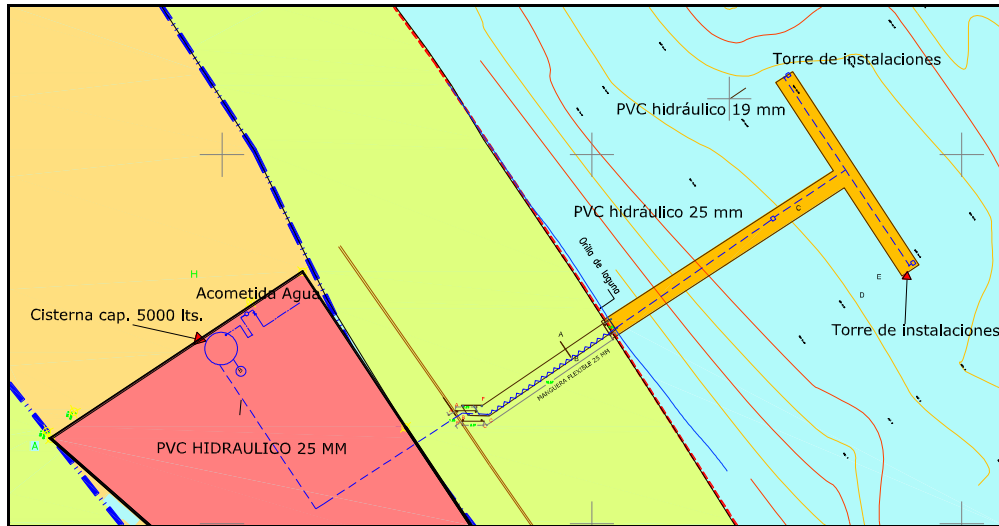 Torre de instalaciones
PVC hidráulico 19 mm
PVC hidráulico 25 mm
C
Orilla de laguna
H
E
D
Acometida Agua
Cisterna cap. 5000 lts.
Torre de instalaciones
A
MANGUERA FLEXIBLE 25 MM
F
B
A
PVC HIDRAULICO 25 MM